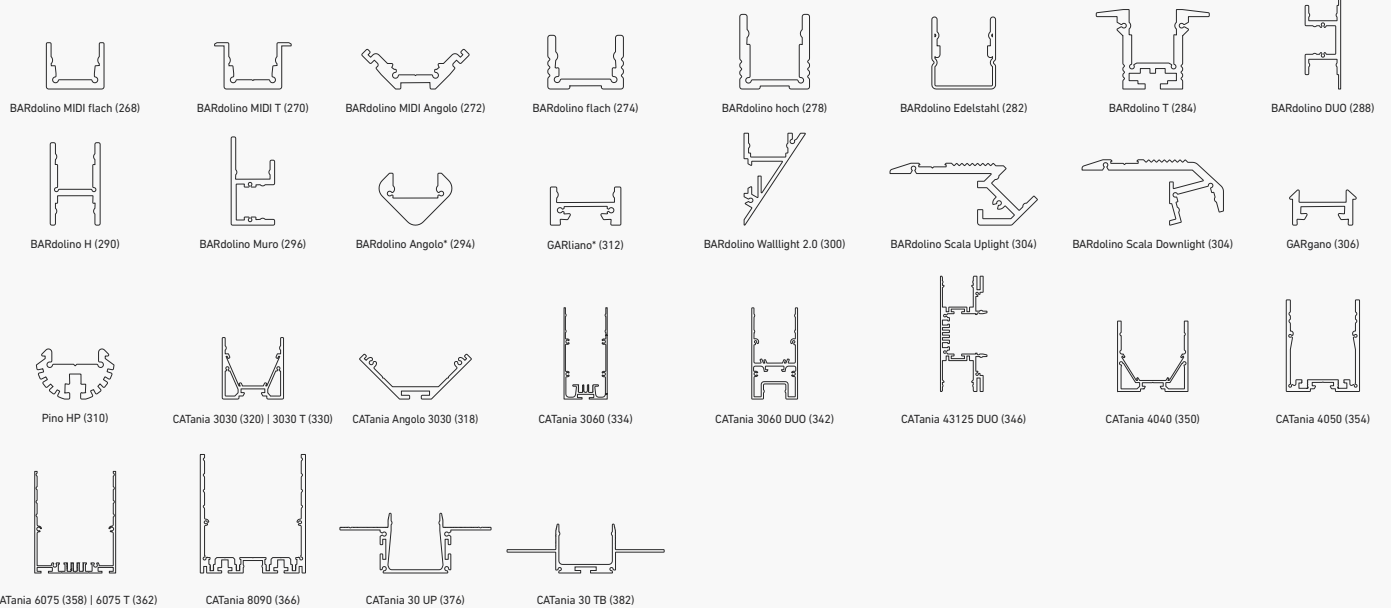 BARdolino MIDI flach (268)
BARdolino MIDI T (270)
BARdolino MIDI Angolo (272)
BARdolino flach (274)
BARdolino hoch (278)
BARdolino Edelstahl (282)
BARdolino T (284)
BARdolino DUO (288)
BARdolino H (290)
BARdolino Muro (296)
BARdolino Angolo* (294)
GARliano* (312)
BARdolino Walllight 2.0 (300)
BARdolino Scala Uplight (304)
BARdolino Scala Downlight (304)
GARgano (306)
Pino HP (310)
CATania 3030 (320) | 3030 T (330)
CATania Angolo 3030 (318)
CATania 3060 (334)
CATania 3060 DUO (342)
CATania 43125 DUO (346)
CATania 4040 (350)
CATania 4050 (354)
ATania 6075 (358) | 6075 T (362)
CATania 8090 (366)
CATania 30 UP (376)
CATania 30 TB (382)